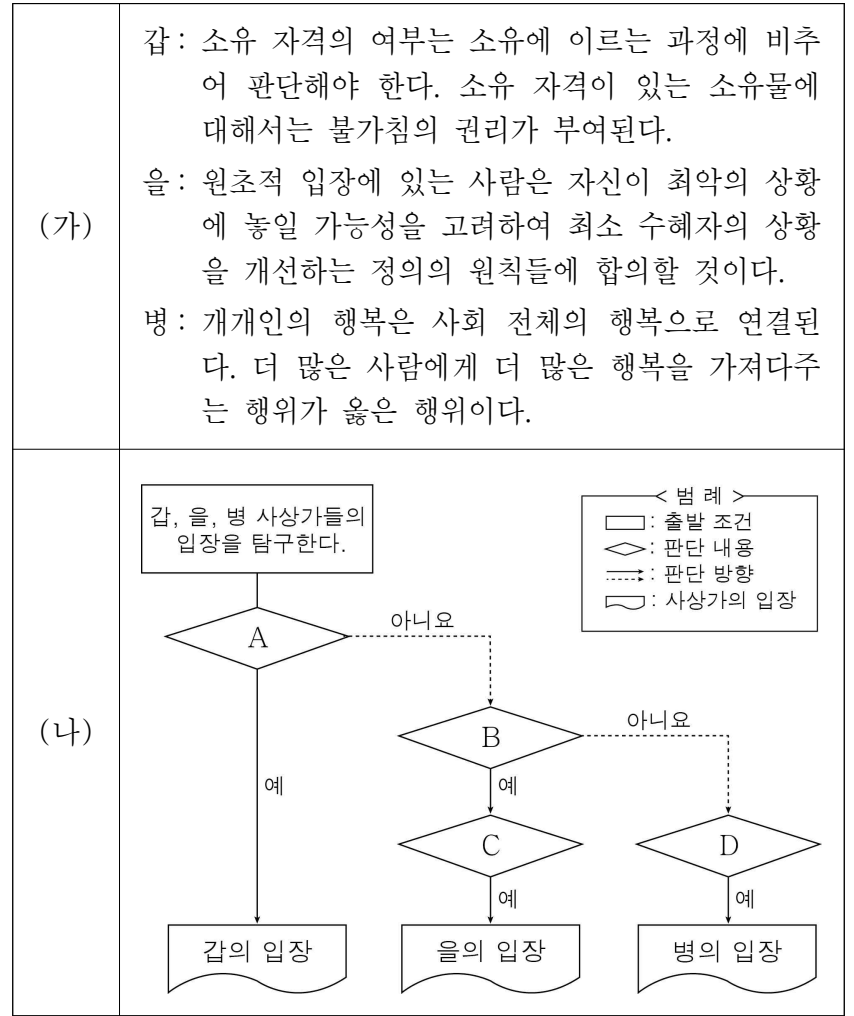 (가)
갑 : 소유 자격의 여부는 소유에 이르는 과정에 비추
어 판단해야 한다. 소유 자격이 있는 소유물에
대해서는 불가침의 권리가 부여된다.
을 : 원초적 입장에 있는 사람은 자신이 최악의 상황
에 놓일 가능성을 고려하여 최소 수혜자의 상황
을 개선하는 정의의 원칙들에 합의할 것이다.
병 : 개개인의 행복은 사회 전체의 행복으로 연결된
다. 더 많은 사람에게 더 많은 행복을 가져다주
는 행위가 옳은 행위이다.
(나)
갑, 을, 병 사상가들의
입장을 탐구한다.
< 범 례 >
: 출발 조건
: 판단 내용
: 판단 방향
: 사상가의 입장
A
아니요
B
아니요
예
예
C
D
예
예
갑의 입장
을의 입장
병의 입장